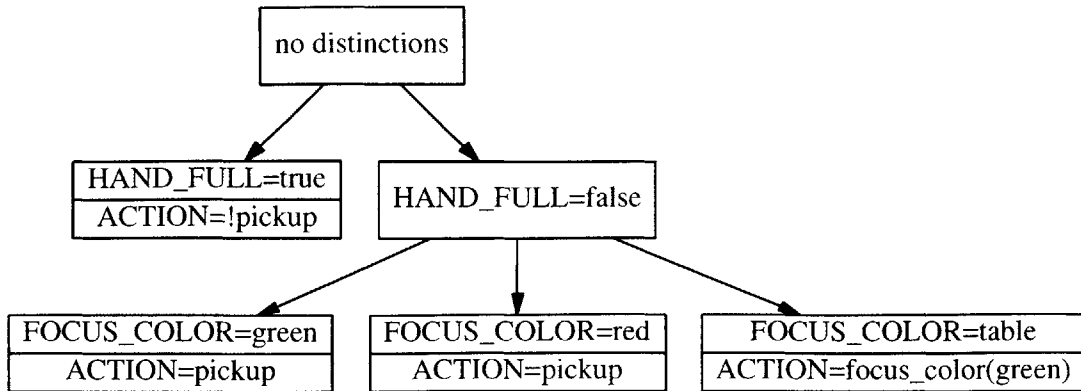 no distinctions
HAND_FULL=true
ACTION=!pickup
HAND_FULL=false
FOCUS_COLOR=green
ACTION=pickup
FOCUS_COLOR=red
ACTION=pickup
FOCUS_COLOR=table
ACTION=focus_color(green)